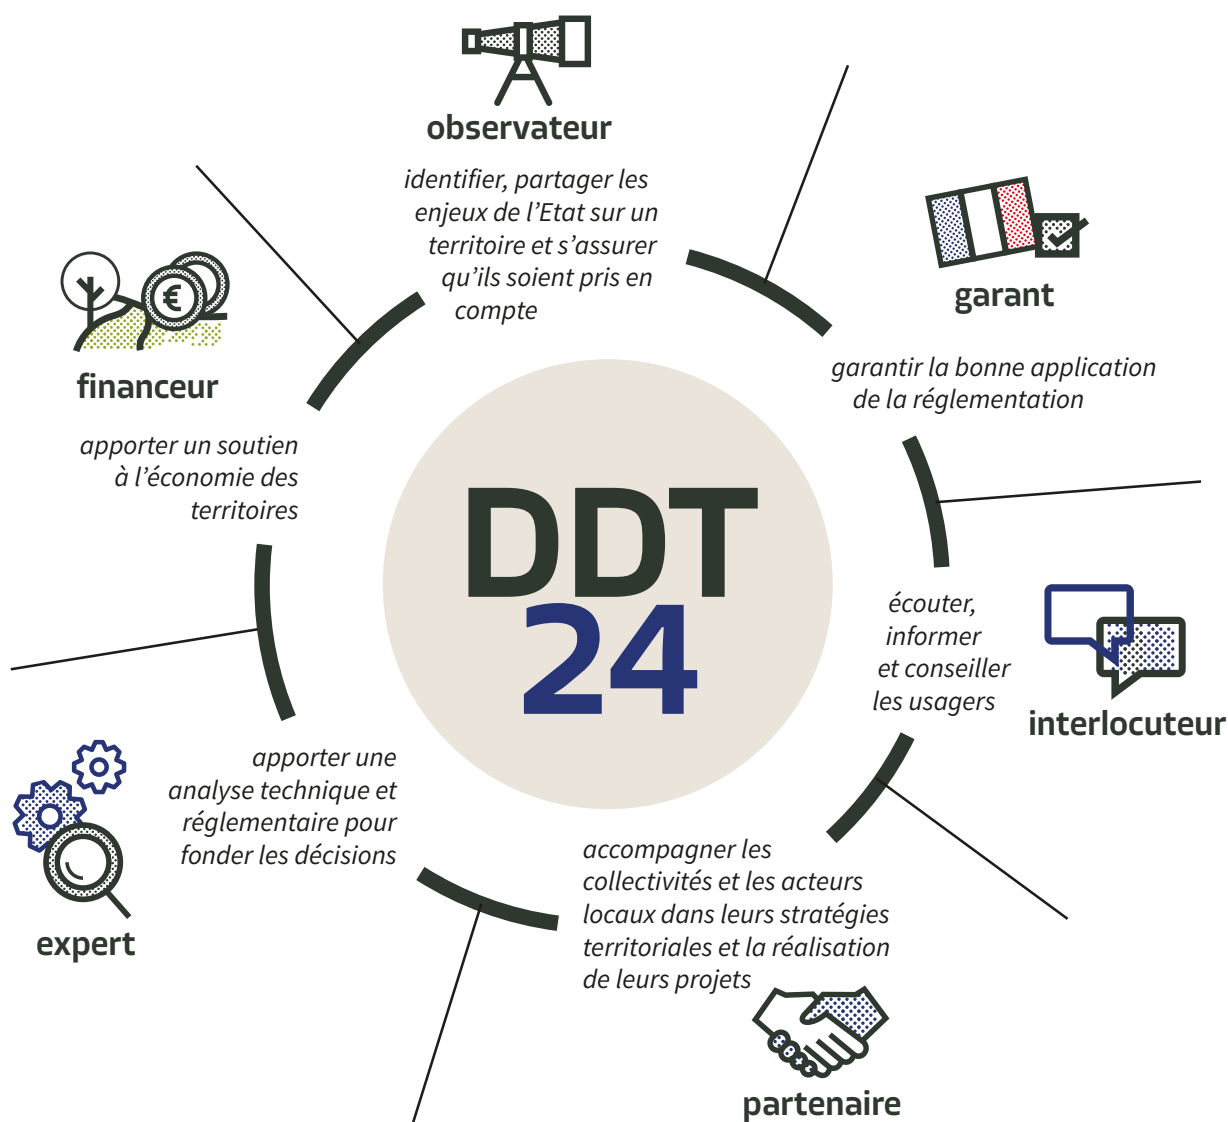 observateur
identifier, partager les
enjeux de l’Etat sur un
territoire et s’assurer
qu’ils soient pris en
compte
garant
garantir la bonne application
de la réglementation
écouter,
informer
et conseiller
les usagers
interlocuteur
accompagner les
collectivités et les acteurs
locaux dans leurs stratégies
territoriales et la réalisation
de leurs projets
partenaire
apporter une
analyse technique et
réglementaire pour
fonder les décisions
expert
€
financeur
apporter un soutien
à l’économie des
territoires
DDT
24